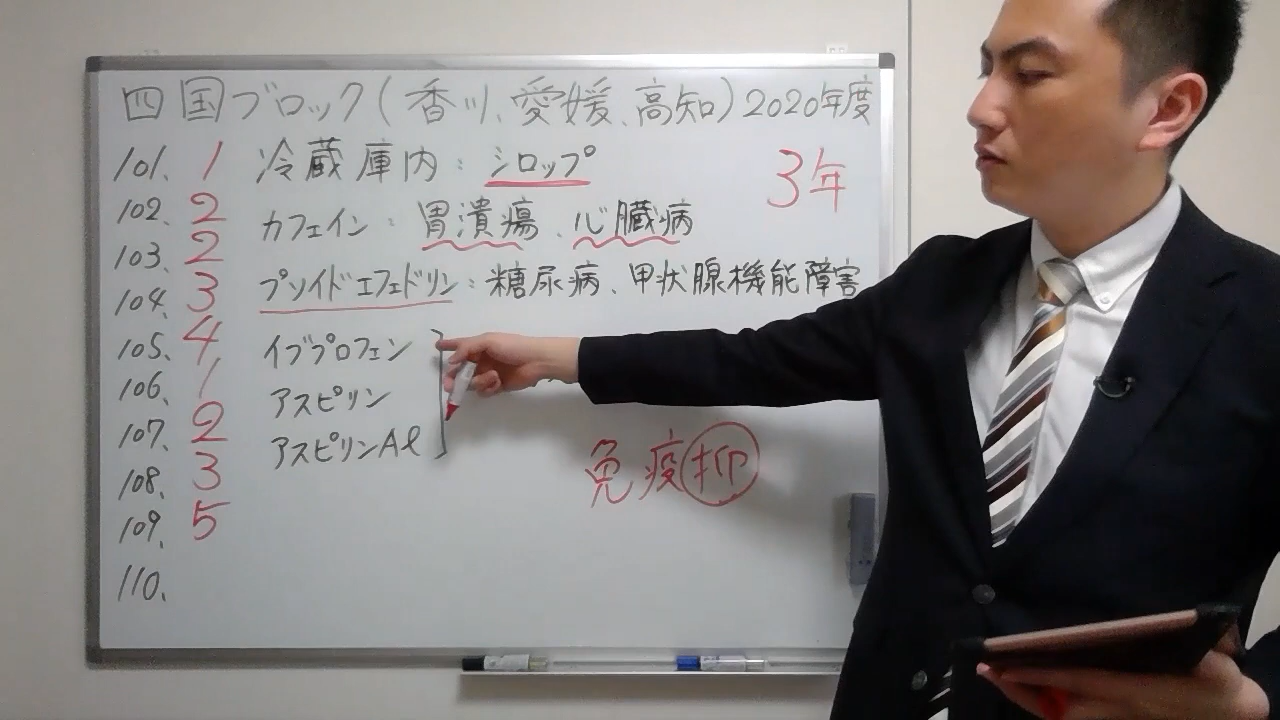 四国ブロック(香川、愛媛、高知)2020年度
101. 1 冷蔵庫内:シロップ
3年
102、2 カフェイン:胃潰瘍、心臓病
103、2
104、3 プソイドエフェドリン:糖尿病、甲状腺機能障害
105、4 イブプロフェン
106、1 アスピリン
107、2 アスピリンAl
免疫抑
108、3
109、5
110.